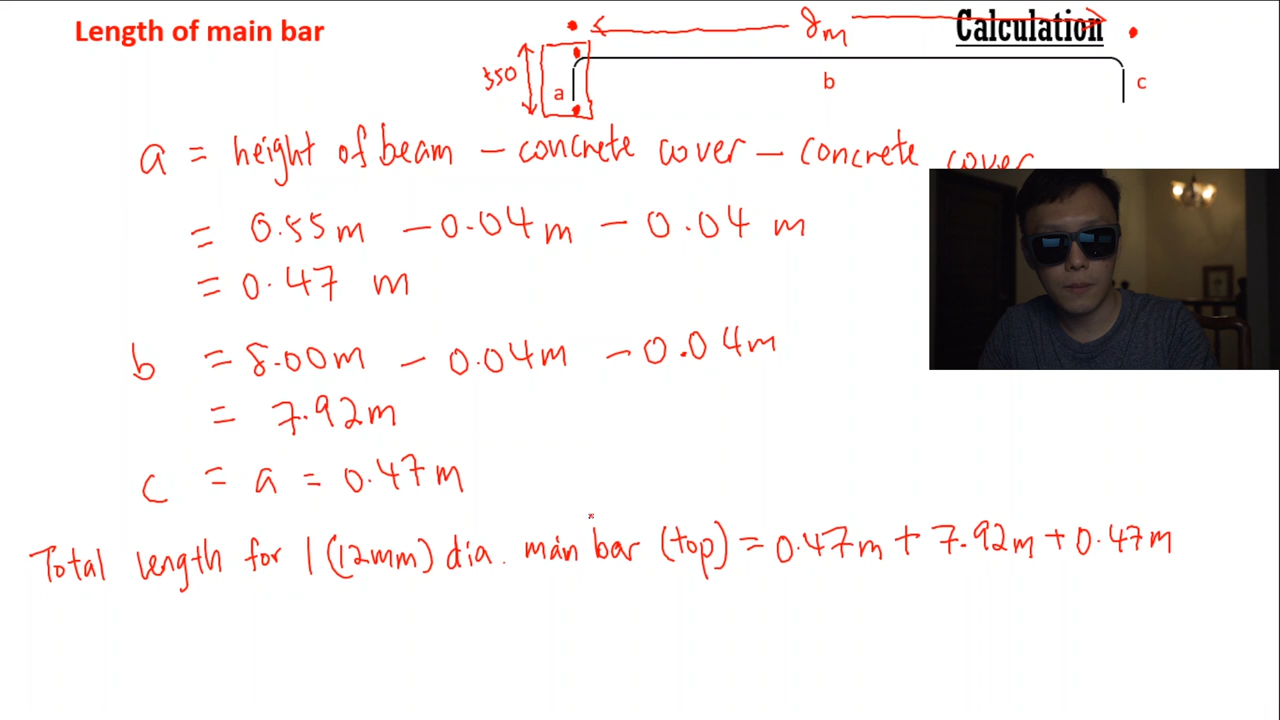 Length of main bar
Calculation
8m
550
a
b
c
a = height of beam - concrete cover - concrete cover
= 0.55m - 0.04m - 0.04 m
= 0.47 m
b = 8.00m - 0.04m - 0.04m
= 7.92m
c = a = 0.47m
Total length for 1 (12mm) dia. main bar (top) = 0.47m + 7.92m + 0.47m